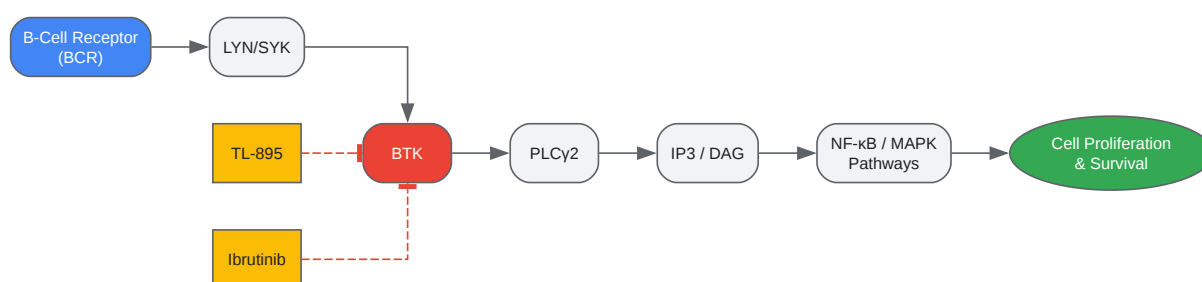 B-Cell Receptor
(BCR)
LYN/SYK
TL-895
BTK
PLCγ2
IP3 / DAG
NF-κB / MAPK
Pathways
Cell Proliferation
& Survival
Ibrutinib